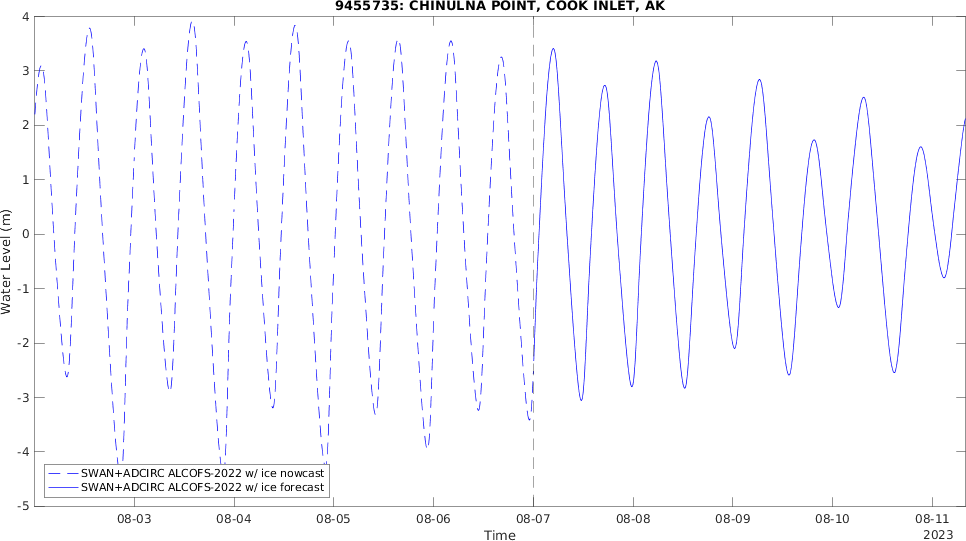 9455735: CHINULNA POINT, COOK INLET, AK
Water Level (m)
4
3
2
1
0
-1
-2
-3
-4
-5
SWAN+ADCIRC ALCOFS-2022 w/ ice nowcast
SWAN+ADCIRC ALCOFS-2022 w/ ice forecast
08-03 08-04 08-05 08-06 08-07 08-08 08-09 08-10 08-11
Time
2023